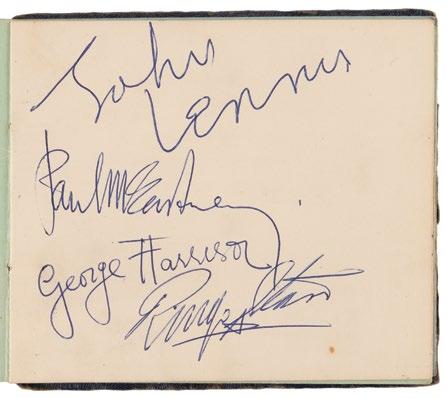 John
Lennon
Paul McCartney
George Harrison
Ringo Starr